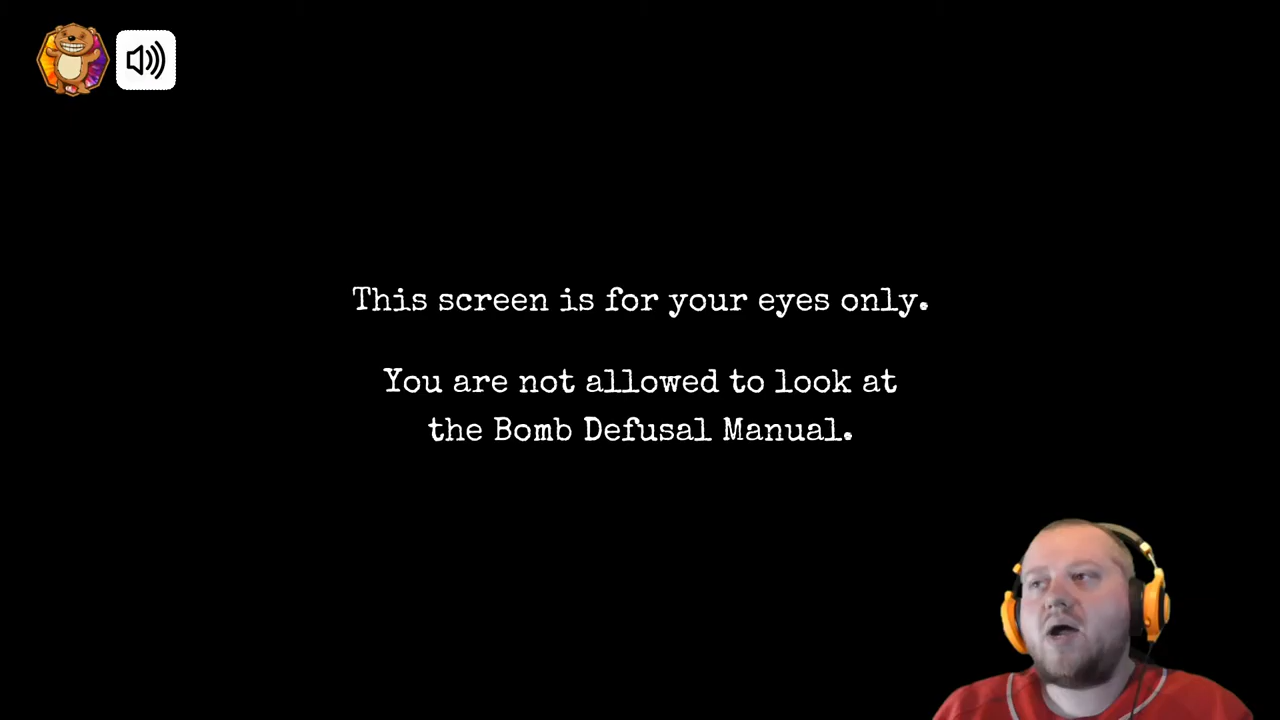 This screen is for your eyes only.
You are not allowed to look at
the Bomb Defusal Manual.